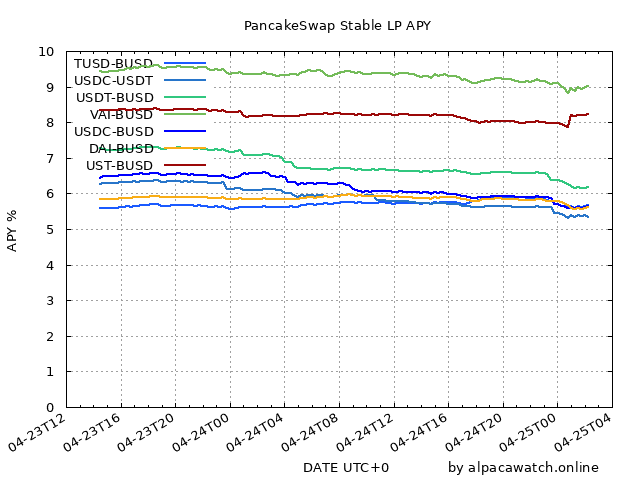 PancakeSwap Stable LP APY
10
9
8
7
6
5
4
3
2
1
0
APY %
TUSD-BUSD
USDC-USDT
USDT-BUSD
VAI-BUSD
USDC-BUSD
DAI-BUSD
UST-BUSD
04-23T12
04-23T16
04-23T20
04-24T00
04-24T04
04-24T08
04-24T12
04-24T16
04-24T20
04-25T00
04-25T04
DATE UTC+0
by alpacawatch.online